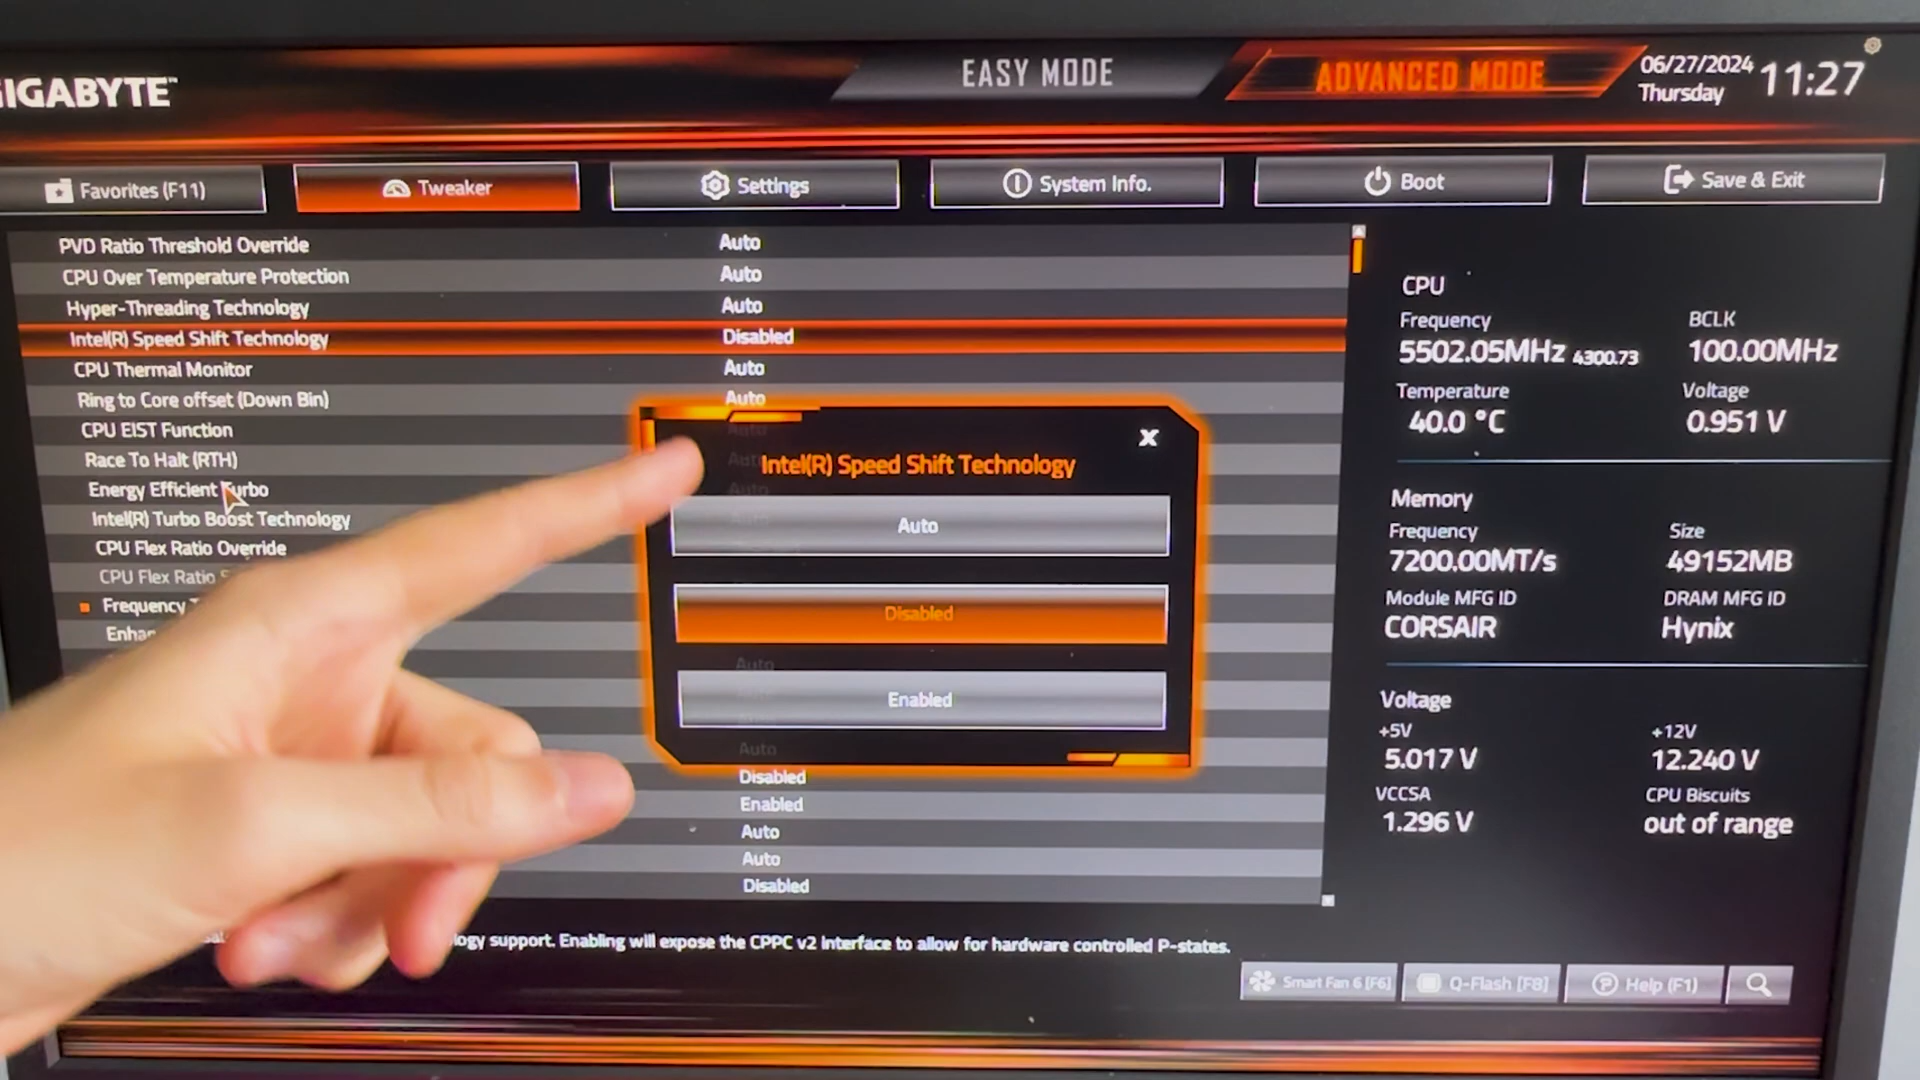 GIGABYTE™
EASY MODE
ADVANCED MODE
06/27/2024
Thursday
11:27
Favorites (F11)
Tweaker
Settings
System Info.
Boot
Save & Exit
PVD Ratio Threshold Override Auto
CPU Over Temperature Protection Auto
Hyper-Threading Technology Auto
Intel(R) Speed Shift Technology Disabled
CPU Thermal Monitor Auto
Ring to Core offset (Down Bin) Auto
CPU EIST Function Auto
Race To Halt (RTH) Auto
Energy Efficient Turbo Auto
Intel(R) Turbo Boost Technology Auto
CPU Flex Ratio Override
CPU Flex Ratio
Frequency
Intel(R) Speed Shift Technology
x
Auto
Disabled
Enabled
Auto
Auto
Disabled
Enabled
Auto
Auto
Disabled
support. Enabling will expose the CPPC v2 interface to allow for hardware controlled P-states.
CPU
Frequency BCLK
5502.05MHz 4300.73 100.00MHz
Temperature Voltage
40.0 °C 0.951 V
Memory
Frequency Size
7200.00MT/s 49152MB
Module MFG ID DRAM MFG ID
CORSAIR Hynix
Voltage
+5V +12V
5.017 V 12.240 V
VCCSA CPU Biscuits
1.296 V out of range
Smart Fan 6 [F6]
Q-Flash [F8]
Help (F1)